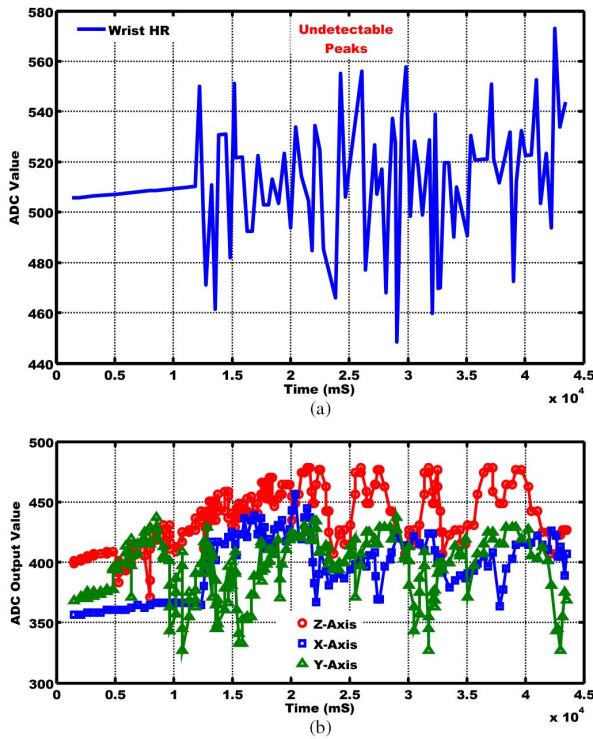 580
560
540
520
500
480
460
440
ADC Value
Wrist HR
Undetectable
Peaks
0 0.5 1 1.5 2 2.5 3 3.5 4 4.5
Time (mS)
x 10^4
(a)
500
450
400
350
300
ADC Output Value
Z-Axis
X-Axis
Y-Axis
0 0.5 1 1.5 2 2.5 3 3.5 4 4.5
Time (mS)
x 10^4
(b)